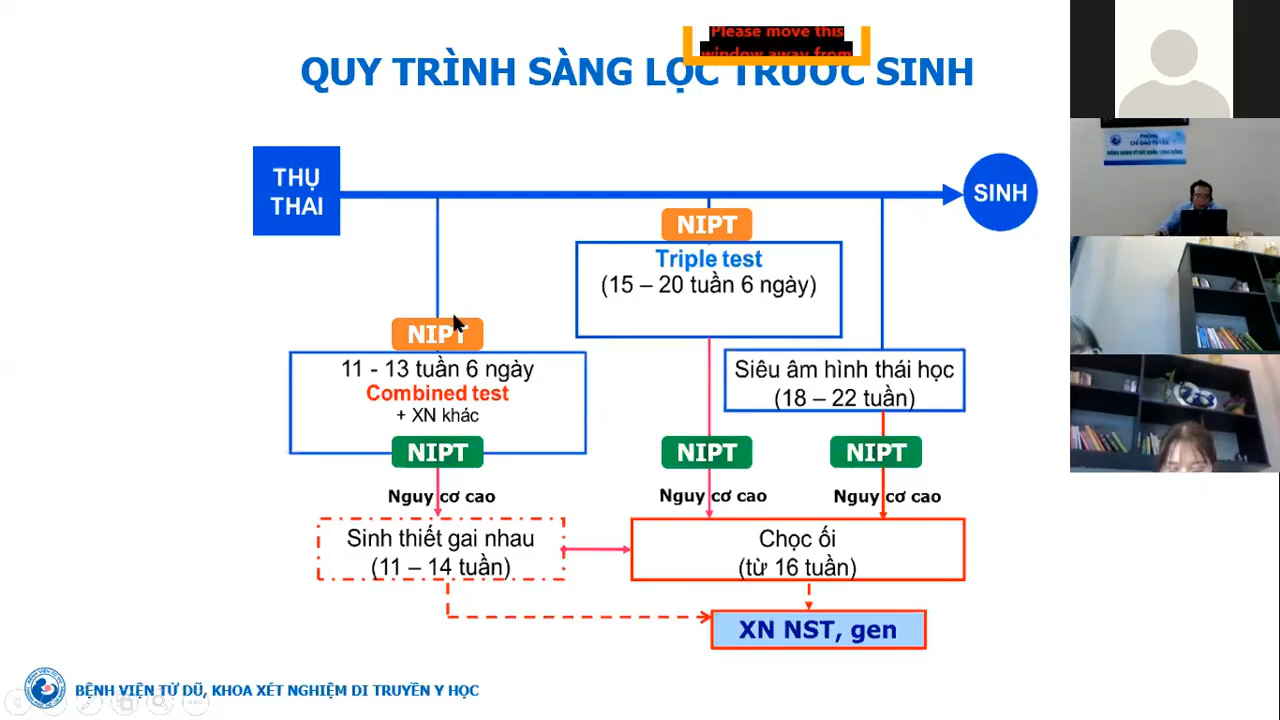 Please move this
window away from
QUY TRÌNH SÀNG LỌC TRƯỚC SINH
THỤ
THAI
SINH
NIPT
Triple test
(15 – 20 tuần 6 ngày)
NIPT
11 - 13 tuần 6 ngày
Combined test
+ XN khác
NIPT
Siêu âm hình thái học
(18 – 22 tuần)
NIPT
NIPT
Nguy cơ cao
Nguy cơ cao
Nguy cơ cao
Sinh thiết gai nhau
(11 – 14 tuần)
Chọc ối
(từ 16 tuần)
XN NST, gen
BỆNH VIỆN TỪ DŨ, KHOA XÉT NGHIỆM DI TRUYỀN Y HỌC
PHÒNG
CHỈ ĐẠO TUYẾN